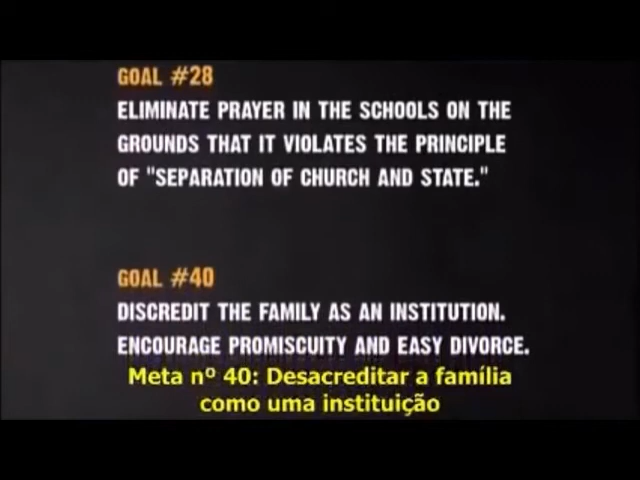 GOAL #28
ELIMINATE PRAYER IN THE SCHOOLS ON THE
GROUNDS THAT IT VIOLATES THE PRINCIPLE
OF "SEPARATION OF CHURCH AND STATE."
GOAL #40
DISCREDIT THE FAMILY AS AN INSTITUTION.
ENCOURAGE PROMISCUITY AND EASY DIVORCE.
Meta nº 40: Desacreditar a família
como uma instituição